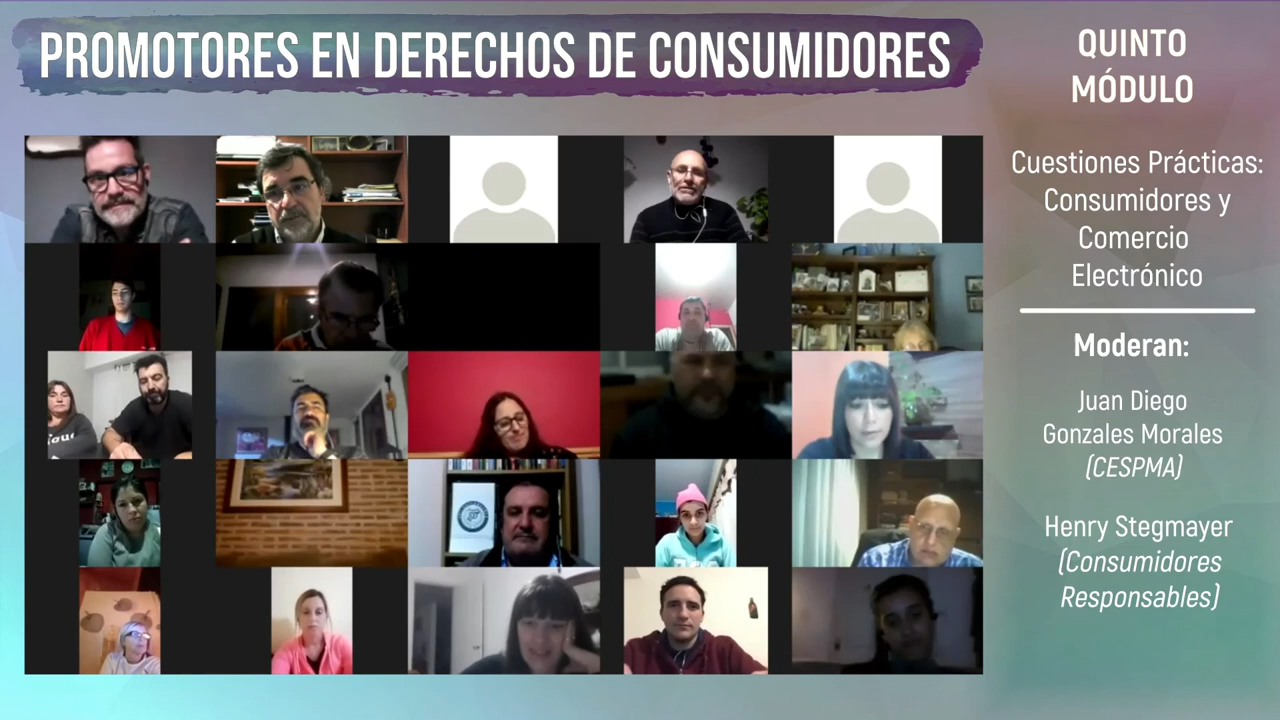 PROMOTORES EN DERECHOS DE CONSUMIDORES
QUINTO
MÓDULO
Cuestiones Prácticas:
Consumidores y
Comercio
Electrónico
Moderan:
Juan Diego
Gonzales Morales
(CESPMA)
Henry Stegmayer
(Consumidores
Responsables)